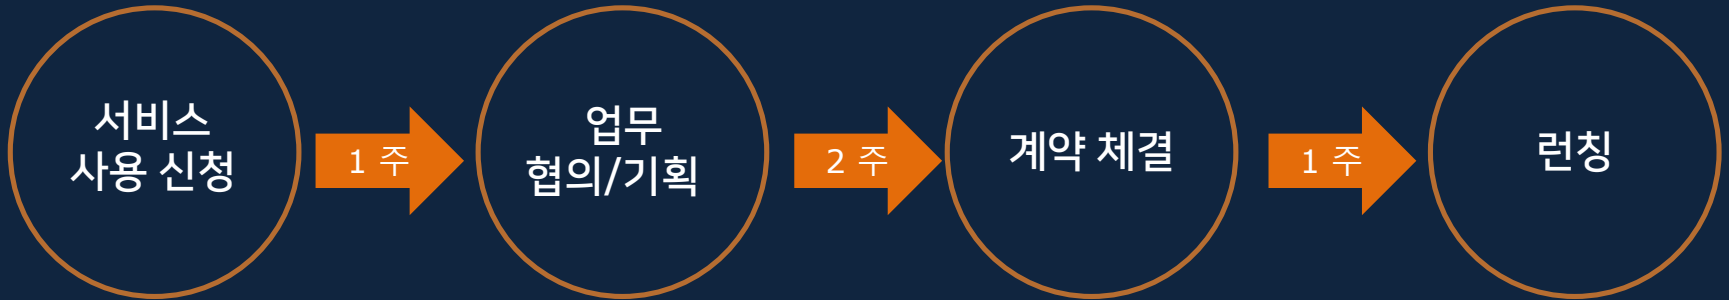 서비스
사용 신청
1 주
업무
협의/기획
2 주
계약 체결
1 주
런칭